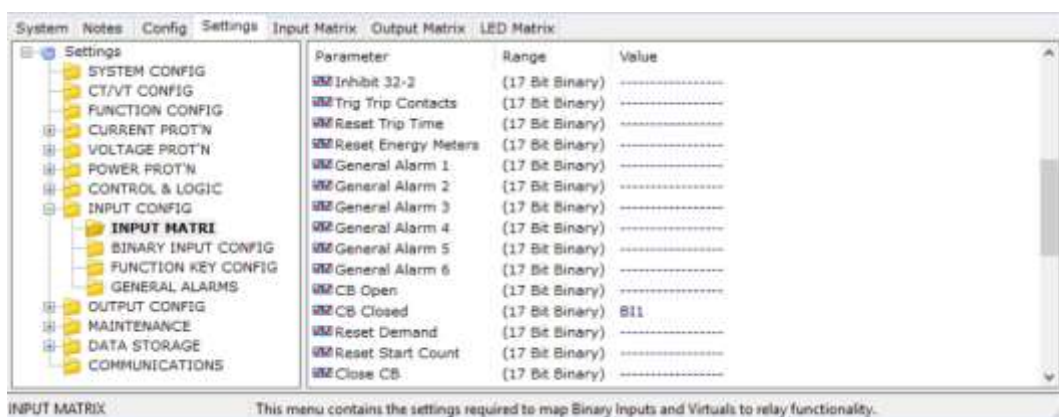 System Notes Config Settings Input Matrix Output Matrix LED Matrix
Settings
SYSTEM CONFIG
CT/VT CONFIG
FUNCTION CONFIG
CURRENT PROT'N
VOLTAGE PROT'N
POWER PROT'N
CONTROL & LOGIC
INPUT CONFIG
INPUT MATRI
BINARY INPUT CONFIG
FUNCTION KEY CONFIG
GENERAL ALARMS
OUTPUT CONFIG
MAINTENANCE
DATA STORAGE
COMMUNICATIONS
Parameter Range Value
Inhibit 32-2 (17 Bit Binary) -----------------
Trig Trip Contacts (17 Bit Binary) -----------------
Reset Trip Time (17 Bit Binary) -----------------
Reset Energy Meters (17 Bit Binary) -----------------
General Alarm 1 (17 Bit Binary) -----------------
General Alarm 2 (17 Bit Binary) -----------------
General Alarm 3 (17 Bit Binary) -----------------
General Alarm 4 (17 Bit Binary) -----------------
General Alarm 5 (17 Bit Binary) -----------------
General Alarm 6 (17 Bit Binary) -----------------
CB Open (17 Bit Binary) -----------------
CB Closed (17 Bit Binary) BI1
Reset Demand (17 Bit Binary) -----------------
Reset Start Count (17 Bit Binary) -----------------
Close CB (17 Bit Binary) -----------------
INPUT MATRIX This menu contains the settings required to map Binary Inputs and Virtuals to relay functionality.